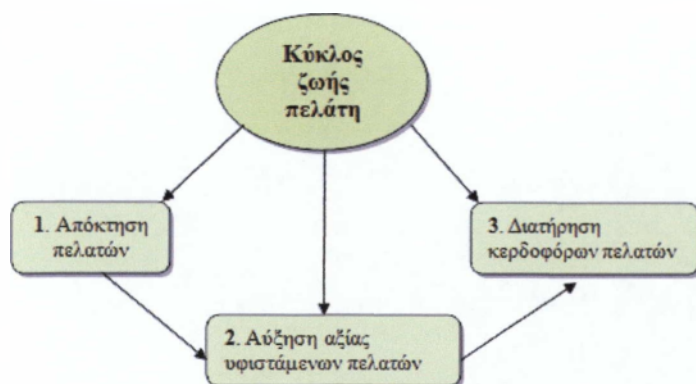 Κύκλος
ζωής
πελάτη
1. Απόκτηση
πελατών
3. Διατήρηση
κερδοφόρων πελατών
2. Αύξηση αξίας
υφιστάμενων πελατών